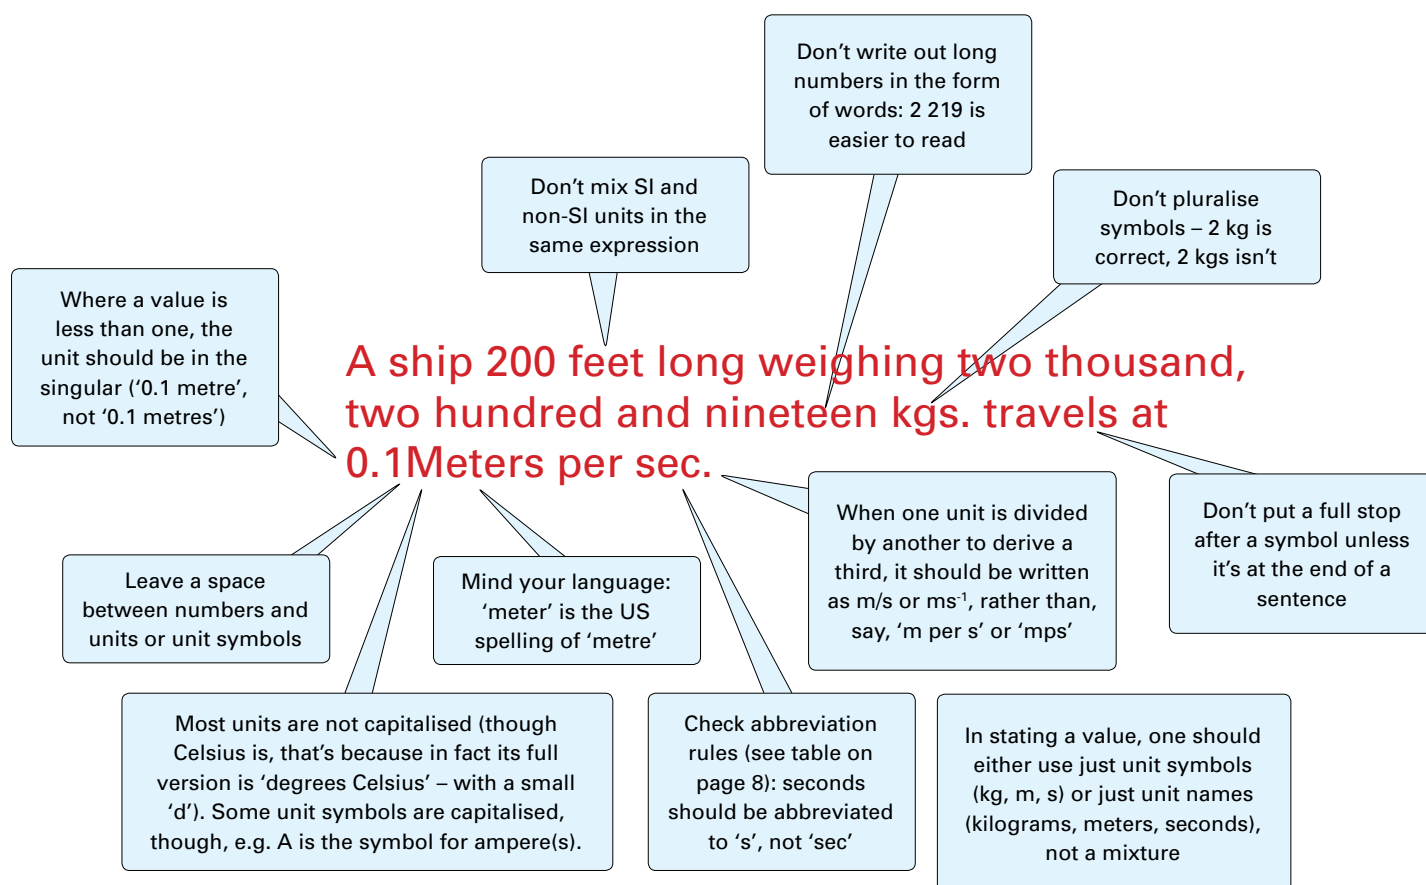 Don’t write out long
numbers in the form
of words: 2 219 is
easier to read
Don’t mix SI and
non-SI units in the
same expression
Don’t pluralise
symbols – 2 kg is
correct, 2 kgs isn’t
Where a value is
less than one, the
unit should be in the
singular (‘0.1 metre’,
not ‘0.1 metres’)
A ship 200 feet long weighing two thousand,
two hundred and nineteen kgs. travels at
0.1Meters per sec.
Leave a space
between numbers and
units or unit symbols
Mind your language:
‘meter’ is the US
spelling of ‘metre’
When one unit is divided
by another to derive a
third, it should be written
as m/s or ms⁻¹, rather than,
say, ‘m per s’ or ‘mps’
Don’t put a full stop
after a symbol unless
it’s at the end of a
sentence
Most units are not capitalised (though
Celsius is, that’s because in fact its full
version is ‘degrees Celsius’ – with a small
‘d’). Some unit symbols are capitalised,
though, e.g. A is the symbol for ampere(s).
Check abbreviation
rules (see table on
page 8): seconds
should be abbreviated
to ‘s’, not ‘sec’
In stating a value, one should
either use just unit symbols
(kg, m, s) or just unit names
(kilograms, meters, seconds),
not a mixture